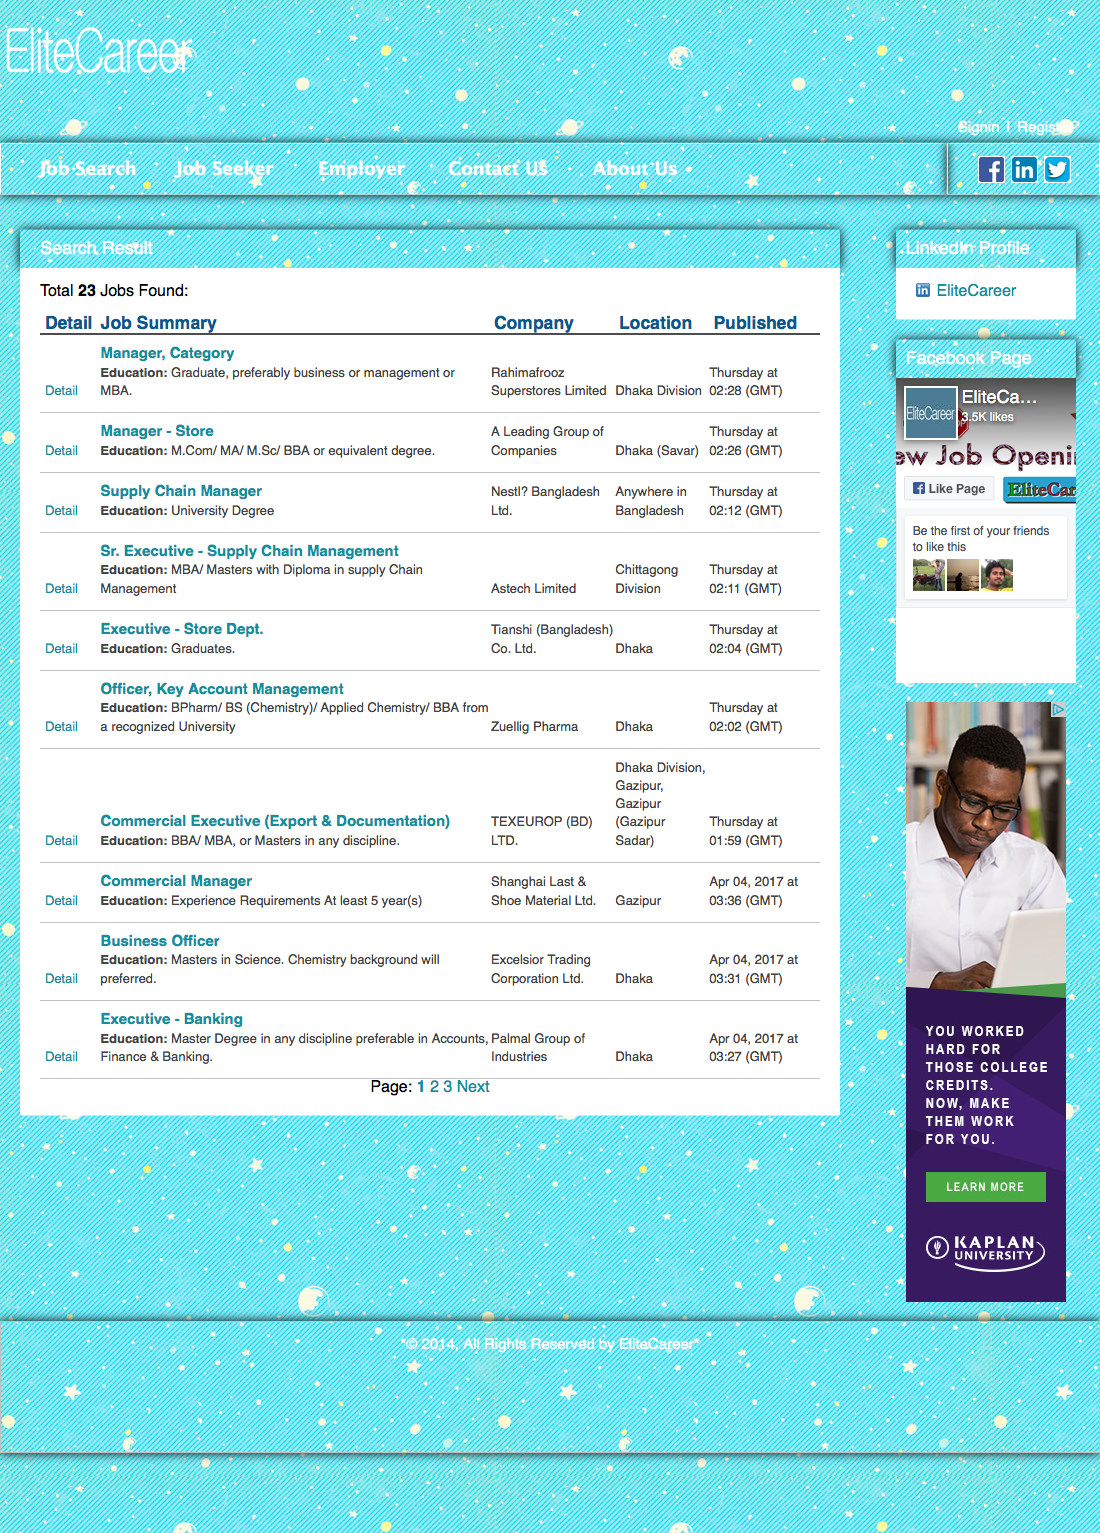 EliteCareer
Signin | Register
Job Search
Job Seeker
Employer
Contact US
About Us
Search Result
Total 23 Jobs Found:
Detail Job Summary Company Location Published
Manager, Category
Education: Graduate, preferably business or management or MBA.
Detail
Rahimafrooz Superstores Limited
Dhaka Division
Thursday at 02:28 (GMT)
Manager - Store
Education: M.Com/ MA/ M.Sc/ BBA or equivalent degree.
Detail
A Leading Group of Companies
Dhaka (Savar)
Thursday at 02:26 (GMT)
Supply Chain Manager
Education: University Degree
Detail
Nestl? Bangladesh Ltd.
Anywhere in Bangladesh
Thursday at 02:12 (GMT)
Sr. Executive - Supply Chain Management
Education: MBA/ Masters with Diploma in supply Chain Management
Detail
Astech Limited
Chittagong Division
Thursday at 02:11 (GMT)
Executive - Store Dept.
Education: Graduates.
Detail
Tianshi (Bangladesh) Co. Ltd.
Dhaka
Thursday at 02:04 (GMT)
Officer, Key Account Management
Education: BPharm/ BS (Chemistry)/ Applied Chemistry/ BBA from a recognized University
Detail
Zuellig Pharma
Dhaka
Thursday at 02:02 (GMT)
Commercial Executive (Export & Documentation)
Education: BBA/ MBA, or Masters in any discipline.
Detail
TEXEUROP (BD) LTD.
Dhaka Division, Gazipur, Gazipur (Gazipur Sadar)
Thursday at 01:59 (GMT)
Commercial Manager
Education: Experience Requirements At least 5 year(s)
Detail
Shanghai Last & Shoe Material Ltd.
Gazipur
Apr 04, 2017 at 03:36 (GMT)
Business Officer
Education: Masters in Science. Chemistry background will preferred.
Detail
Excelsior Trading Corporation Ltd.
Dhaka
Apr 04, 2017 at 03:31 (GMT)
Executive - Banking
Education: Master Degree in any discipline preferable in Accounts, Finance & Banking.
Detail
Palmal Group of Industries
Dhaka
Apr 04, 2017 at 03:27 (GMT)
Page: 1 2 3 Next
LinkedIn Profile
EliteCareer
Facebook Page
EliteCareer
EliteCa...
3.5K likes
ew Job Openi
Like Page
EliteCar
Be the first of your friends
to like this
YOU WORKED
HARD FOR
THOSE COLLEGE
CREDITS.
NOW, MAKE
THEM WORK
FOR YOU.
LEARN MORE
KAPLAN
UNIVERSITY
"© 2014, All Rights Reserved by EliteCareer"